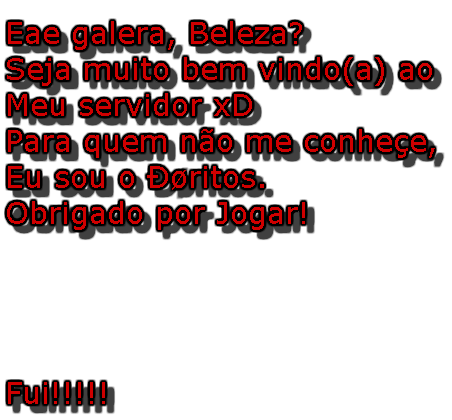 Eae galera, Beleza?
Seja muito bem vindo(a) ao
Meu servidor xD
Para quem não me conheçe,
Eu sou o Đøritos.
Obrigado por Jogar!
Fui!!!!!